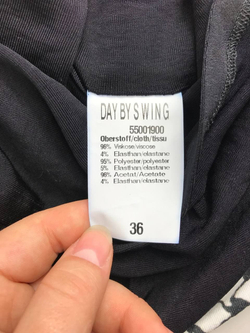 DAY BY SWING
55001900
Oberstoff/cloth/tissu
96% Viskose/viscose
4% Elasthan/elastane
95% Polyester/polyester
5% Elasthan/elastane
96% Acetat/Acetate
4% Elasthan/elastane
36